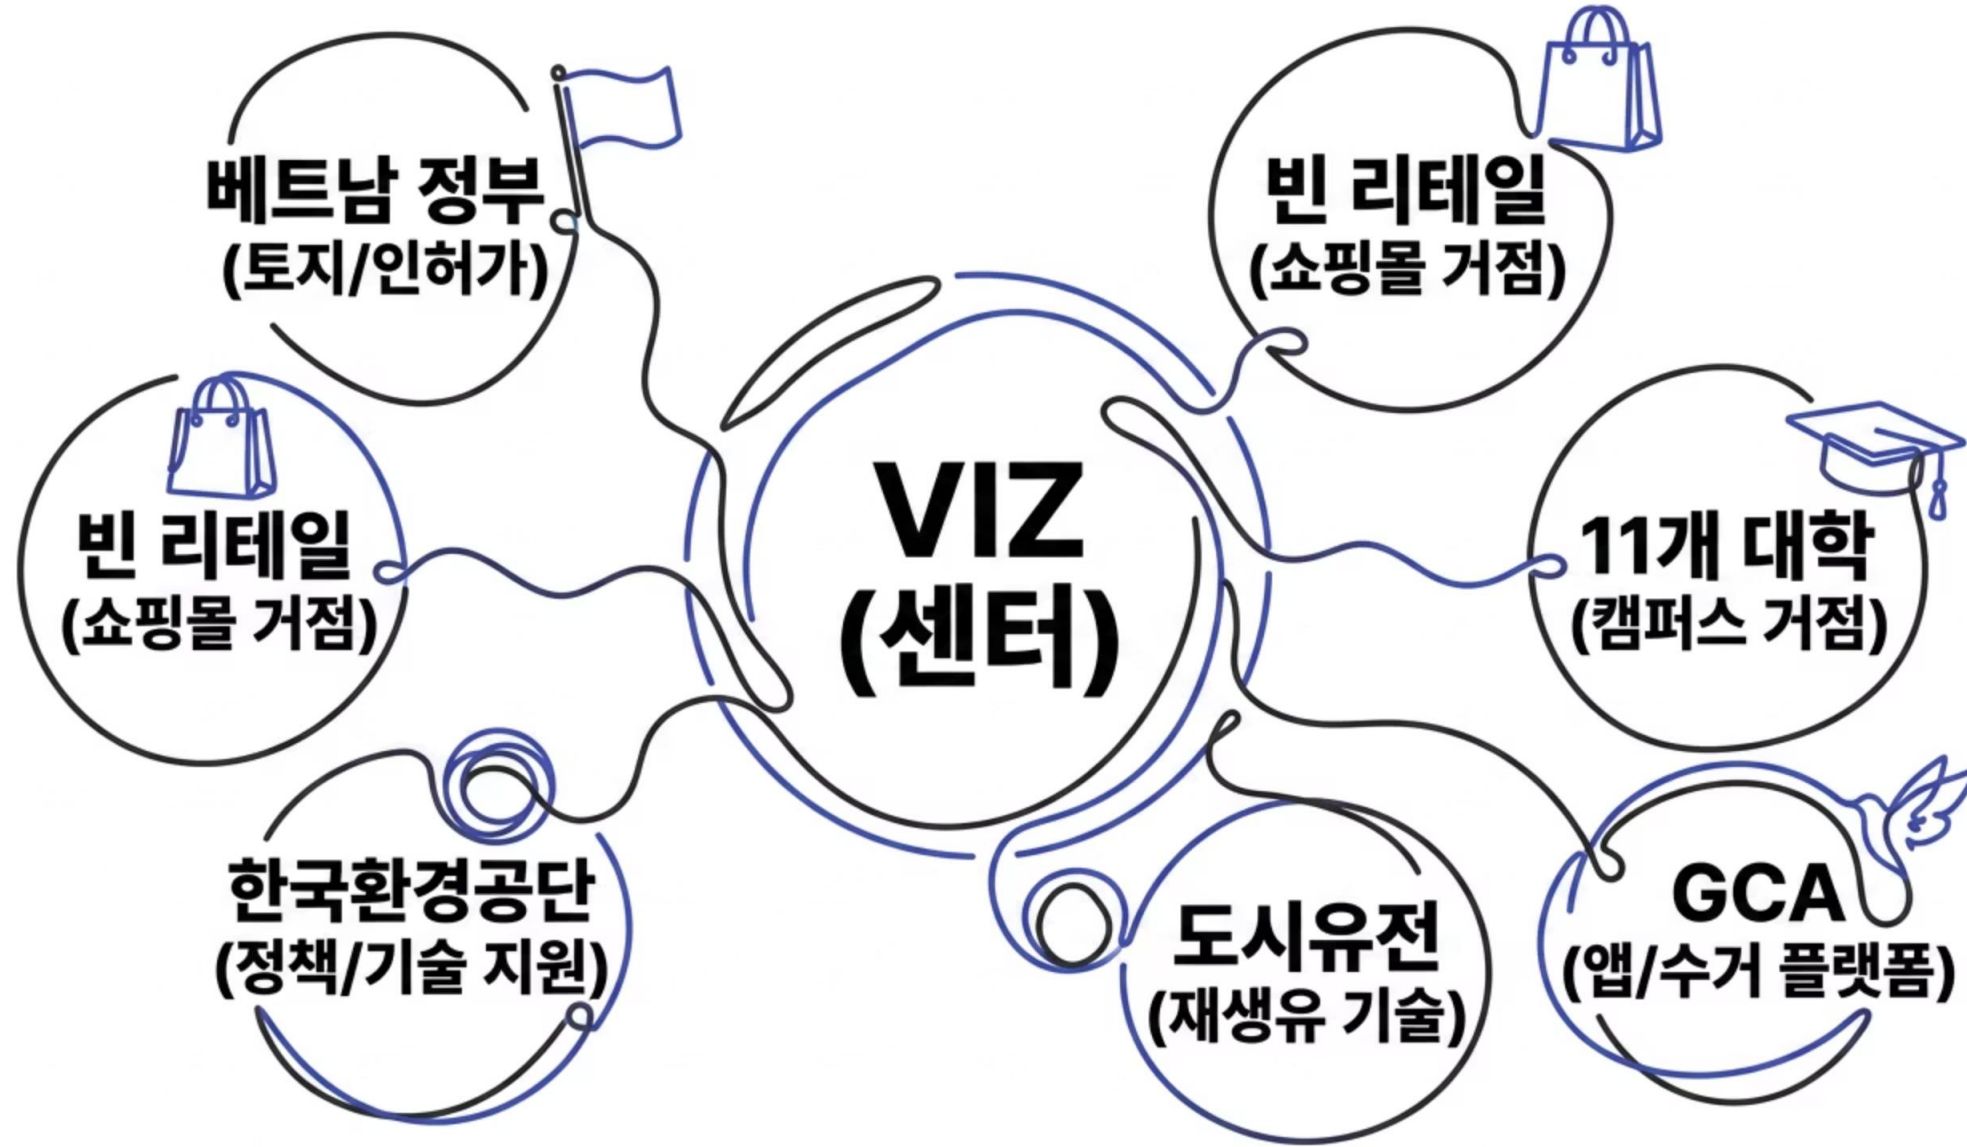 베트남 정부
(토지/인허가)
빈 리테일
(쇼핑몰 거점)
빈 리테일
(쇼핑몰 거점)
VIZ
(센터)
11개 대학
(캠퍼스 거점)
한국환경공단
(정책/기술 지원)
도시유전
(재생유 기술)
GCA
(앱/수거 플랫폼)